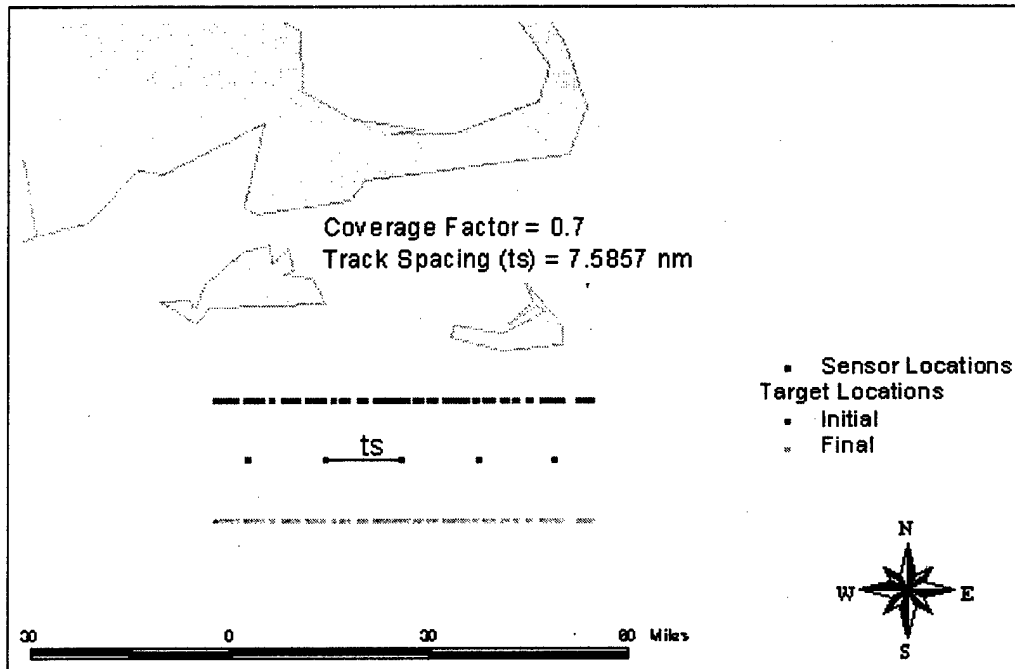 Coverage Factor = 0.7
Track Spacing (ts) = 7.5857 nm
Sensor Locations
Target Locations
Initial
Final
ts
N
W E
S
30 0 30 60 Miles